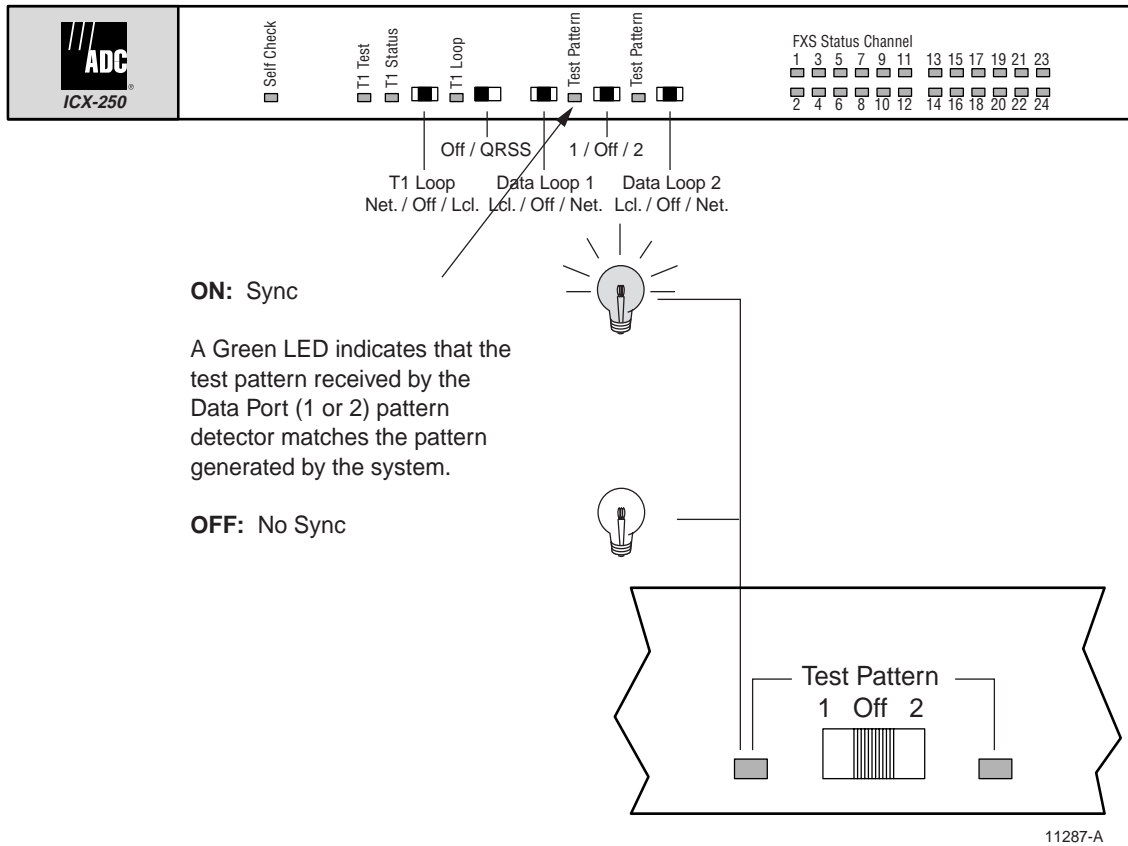 ADC
®
ICX-250
Self Check
T1 Test
T1 Status
T1 Loop
Test Pattern
Test Pattern
FXS Status Channel
1 3 5 7 9 11 13 15 17 19 21 23
2 4 6 8 10 12 14 16 18 20 22 24
Off / QRSS
1 / Off / 2
T1 Loop
Net. / Off / Lcl.
Data Loop 1
Lcl. / Off / Net.
Data Loop 2
Lcl. / Off / Net.
ON: Sync
A Green LED indicates that the
test pattern received by the
Data Port (1 or 2) pattern
detector matches the pattern
generated by the system.
OFF: No Sync
Test Pattern
1 Off 2
11287-A